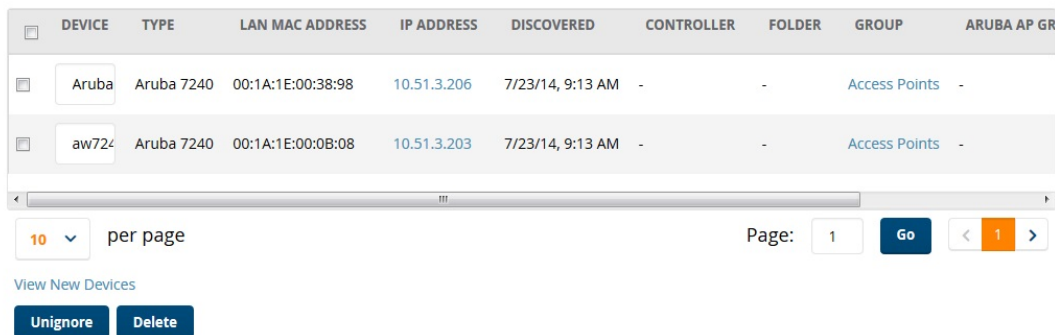 DEVICE TYPE LAN MAC ADDRESS IP ADDRESS DISCOVERED CONTROLLER FOLDER GROUP ARUBA AP GR
Aruba Aruba 7240 00:1A:1E:00:38:98 10.51.3.206 7/23/14, 9:13 AM - - Access Points -
aw724 Aruba 7240 00:1A:1E:00:0B:08 10.51.3.203 7/23/14, 9:13 AM - - Access Points -
10 per page Page: 1 Go < 1 >
View New Devices
Unignore Delete